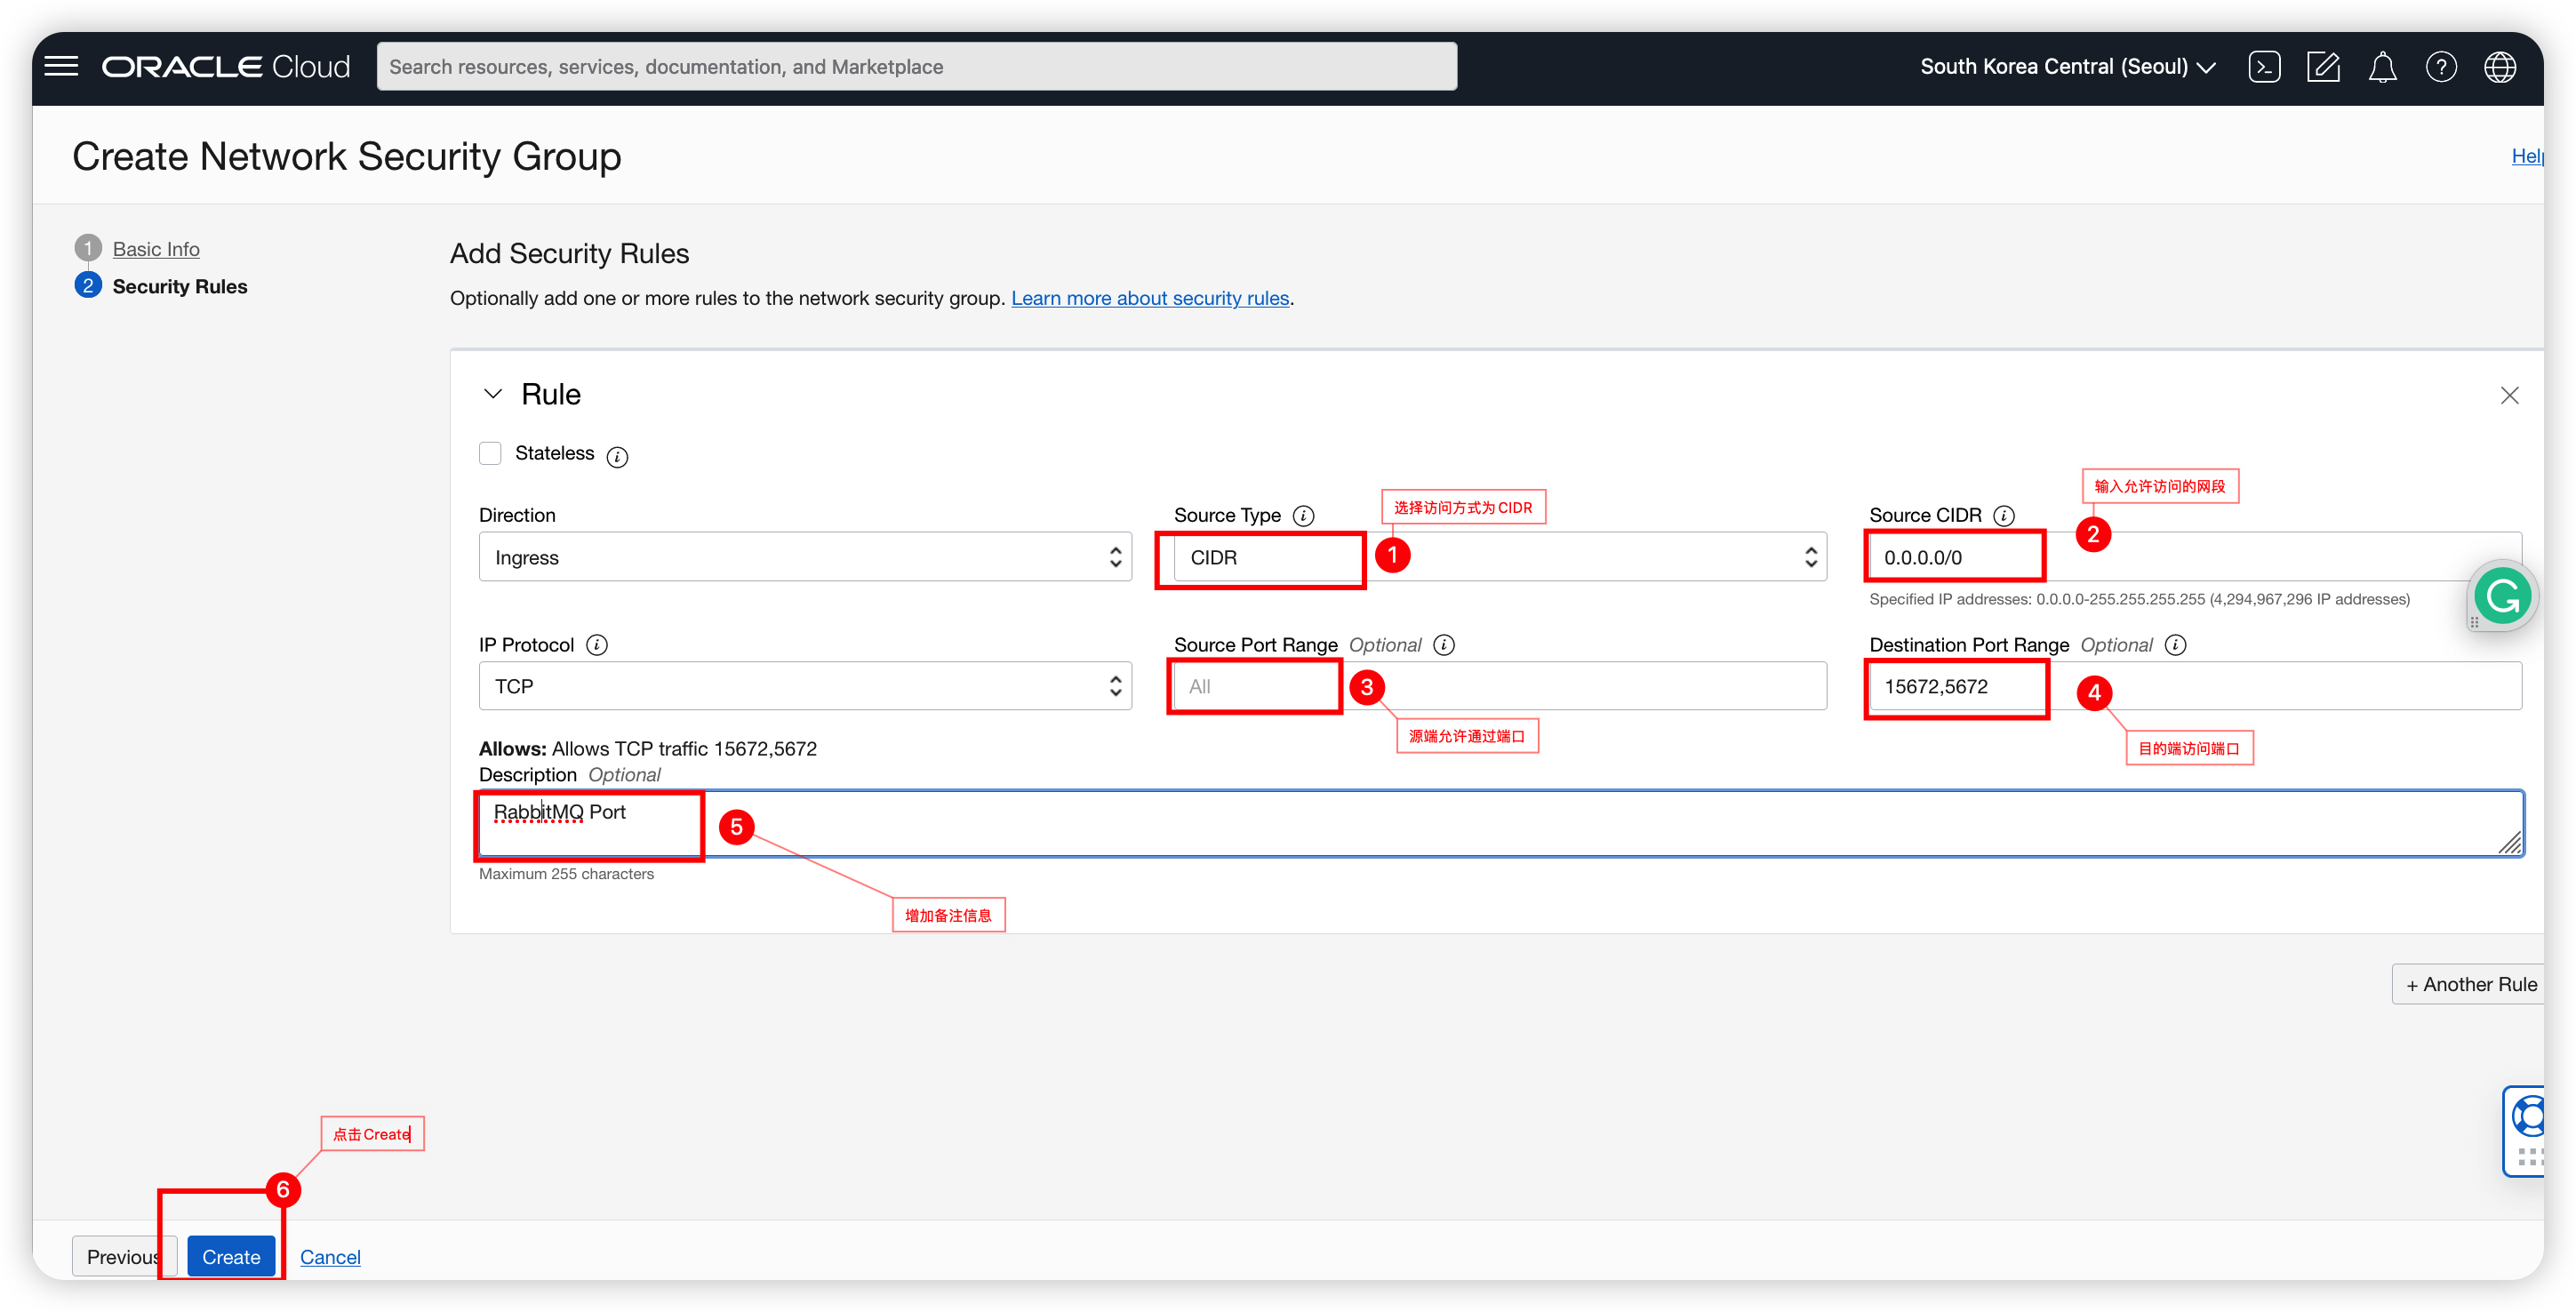 ORACLE Cloud
Search resources, services, documentation, and Marketplace
South Korea Central (Seoul)
Create Network Security Group
Help
1 Basic Info
2 Security Rules
Add Security Rules
Optionally add one or more rules to the network security group. Learn more about security rules.
Rule
Stateless
选择访问方式为CIDR
输入允许访问的网段
Direction
Source Type
Source CIDR
Ingress
CIDR
1
0.0.0.0/0
2
Specified IP addresses: 0.0.0.0-255.255.255.255 (4,294,967,296 IP addresses)
IP Protocol
Source Port Range Optional
Destination Port Range Optional
TCP
All
3
15672,5672
4
源端允许通过端口
目的端访问端口
Allows: Allows TCP traffic 15672,5672
Description Optional
RabbitMQ Port
5
Maximum 255 characters
增加备注信息
+ Another Rule
点击Create
6
Previous
Create
Cancel